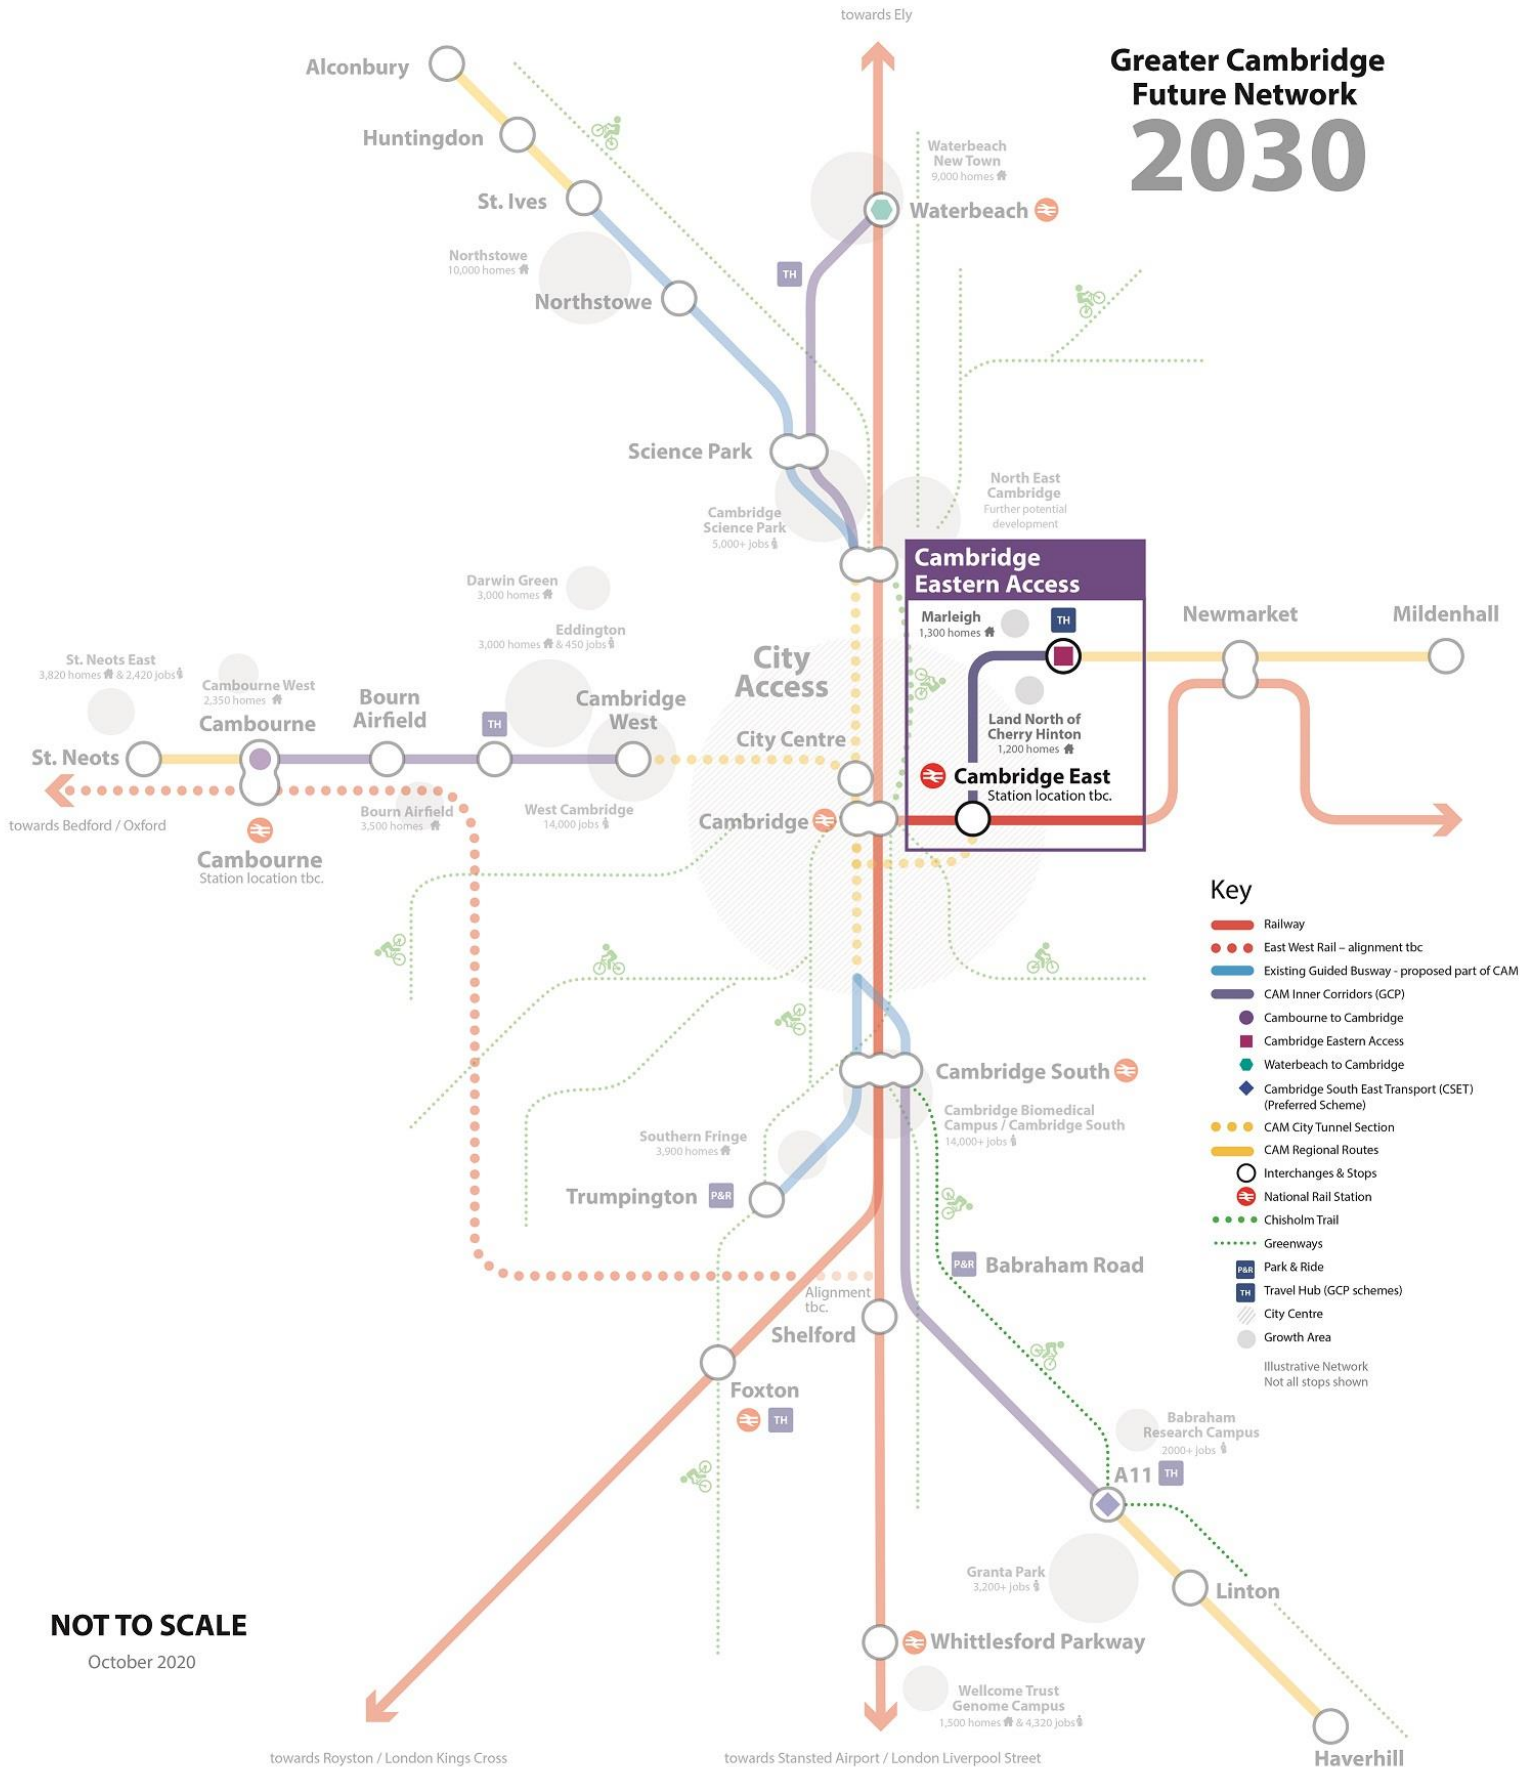 towards Ely
Greater Cambridge
Future Network
2030
Alconbury
Huntingdon
St. Ives
Northstowe
10,000 homes
Northstowe
Waterbeach
New Town
9,000 homes
Waterbeach
TH
Science Park
Cambridge
Science Park
5,000+ jobs
North East
Cambridge
Further potential
development
Darwin Green
3,000 homes
Eddington
3,000 homes & 450 jobs
St. Neots East
3,820 homes & 2,420 jobs
Cambourne West
2,350 homes
Cambourne
Bourn
Airfield
TH
Cambridge
West
St. Neots
towards Bedford / Oxford
Bourn Airfield
3,500 homes
West Cambridge
14,000 jobs
Cambourne
Station location tbc.
City
Access
City Centre
Cambridge
Cambridge
Eastern Access
Marleigh
1,300 homes
TH
Land North of
Cherry Hinton
1,200 homes
Cambridge East
Station location tbc.
Newmarket
Mildenhall
Key
Railway
East West Rail – alignment tbc
Existing Guided Busway - proposed part of CAM
CAM Inner Corridors (GCP)
Cambourne to Cambridge
Cambridge Eastern Access
Waterbeach to Cambridge
Cambridge South East Transport (CSET)
(Preferred Scheme)
CAM City Tunnel Section
CAM Regional Routes
Interchanges & Stops
National Rail Station
Chisholm Trail
Greenways
P&R Park & Ride
TH Travel Hub (GCP schemes)
City Centre
Growth Area
Illustrative Network
Not all stops shown
Cambridge South
Cambridge Biomedical
Campus / Cambridge South
14,000+ jobs
Southern Fringe
3,900 homes
Trumpington P&R
P&R Babraham Road
Alignment
tbc.
Shelford
Foxton
TH
Babraham
Research Campus
2000+ jobs
A11 TH
Granta Park
3,200+ jobs
Linton
Whittlesford Parkway
Wellcome Trust
Genome Campus
1,500 homes & 4,320 jobs
Haverhill
NOT TO SCALE
October 2020
towards Royston / London Kings Cross
towards Stansted Airport / London Liverpool Street